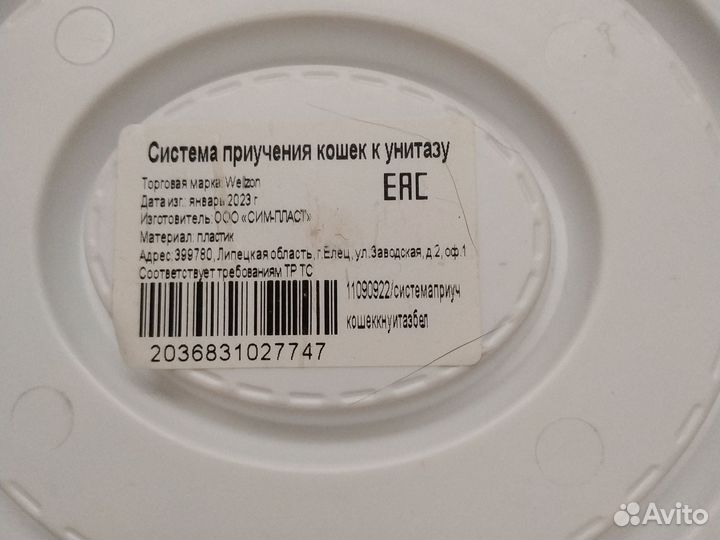 Система приучения кошек к унитазу
Торговая марка: Welzon
EAC
Дата изг.: январь 2023 г
Изготовитель: ООО «СИМ-ПЛАСТ»
Материал: пластик
Адрес: 399780, Липецкая область, г.Елец, ул.Заводская, д.2, оф.1
Соответствует требованиям ТР ТС
11090922/системаприуч
кошеккнуитазбел
2036831027747
Avito